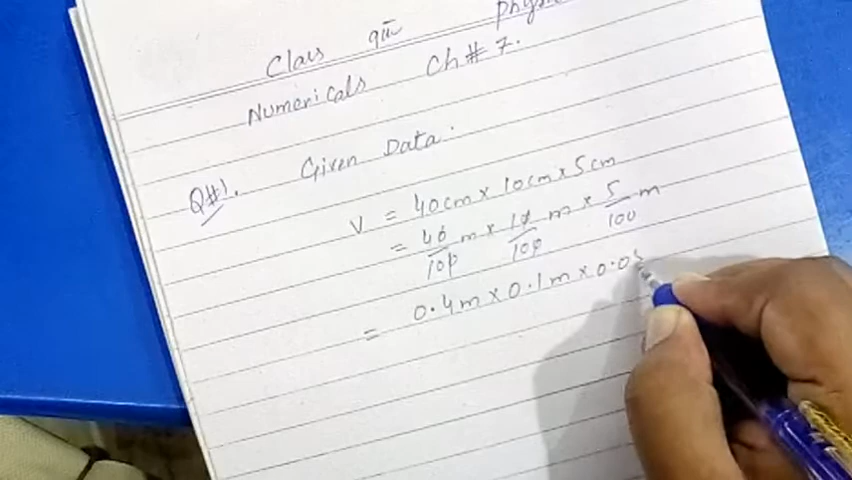 Class 9th Physi
Numericals Ch # 7.
Q#1. Given Data.
V = 40cm × 10cm × 5cm
= 40/100 m × 10/100 m × 5/100 m
= 0.4m × 0.1m × 0.05